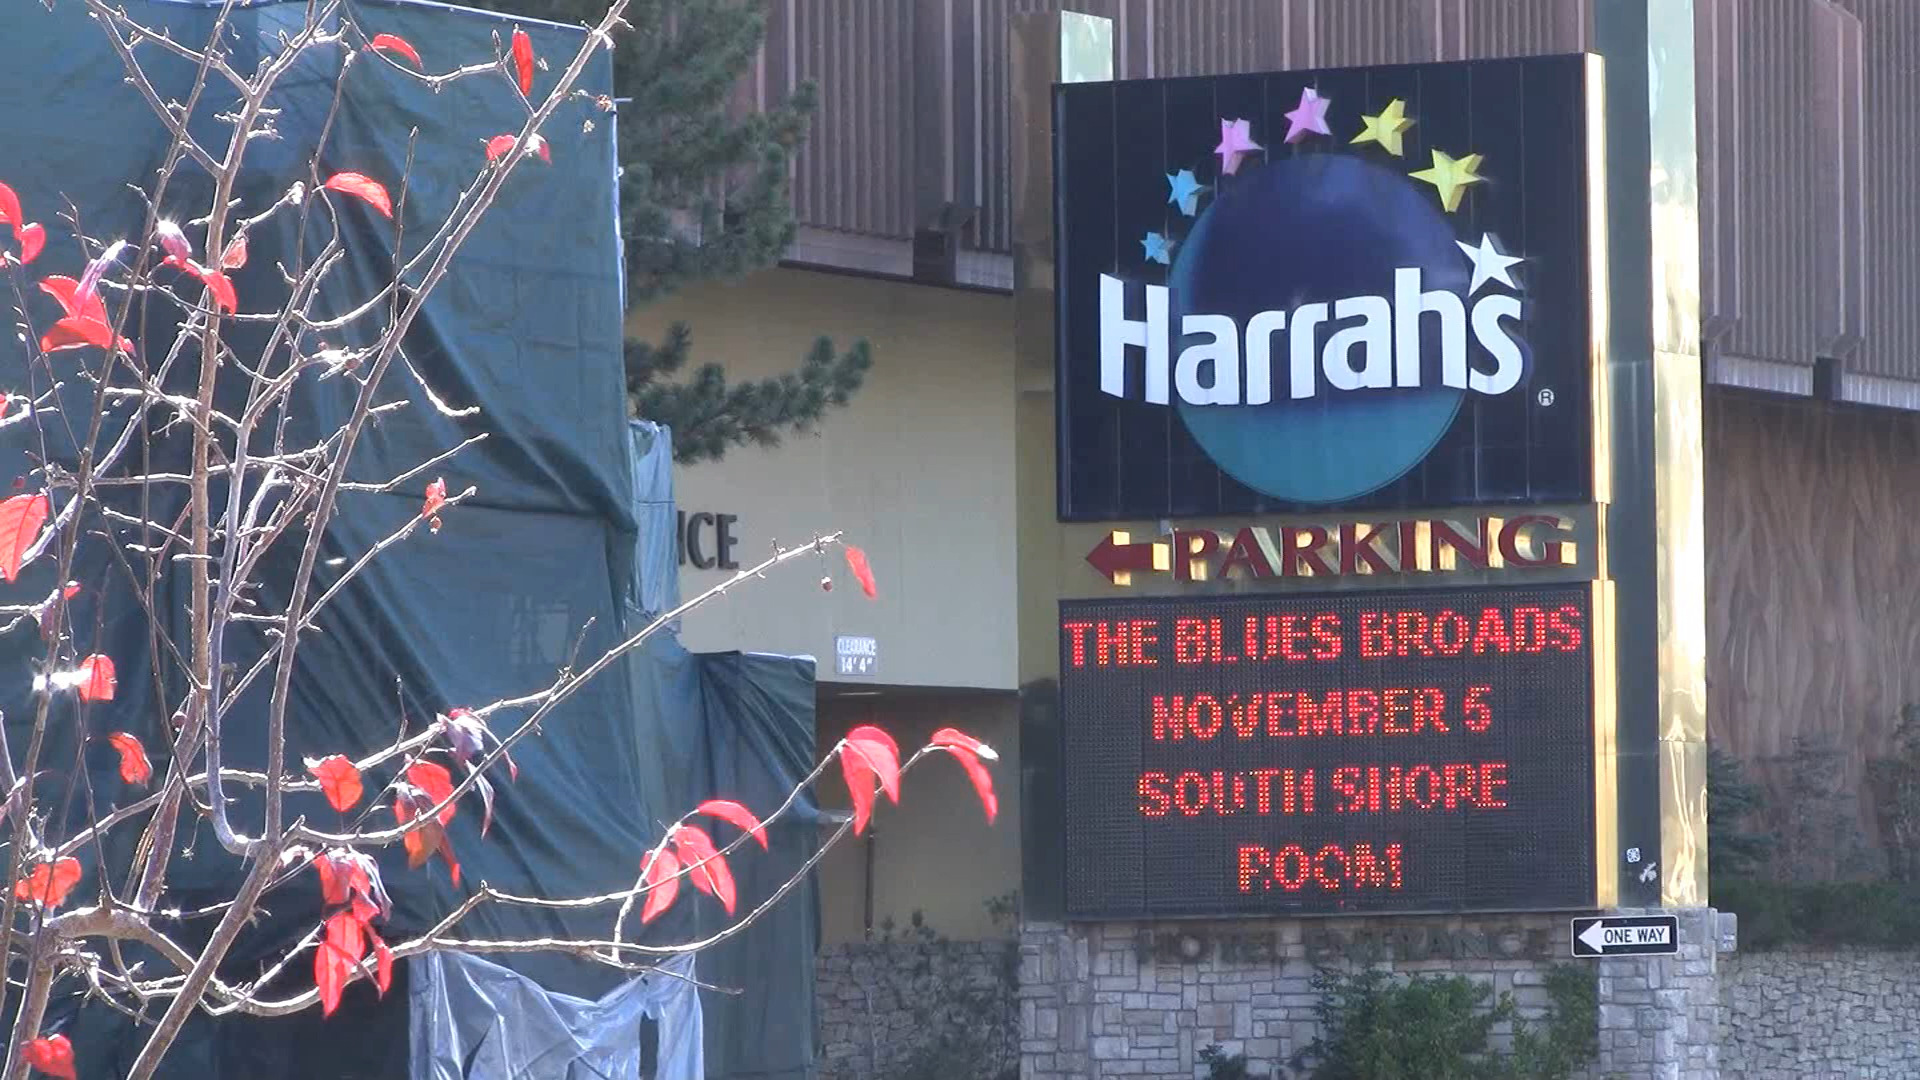 Harrah's
®
PARKING
THE BLUES BROADS
NOVEMBER 5
SOUTH SHORE
ROOM
HOTEL ENTRANCE
ONE WAY
ICE
CLEARANCE
14' 4"